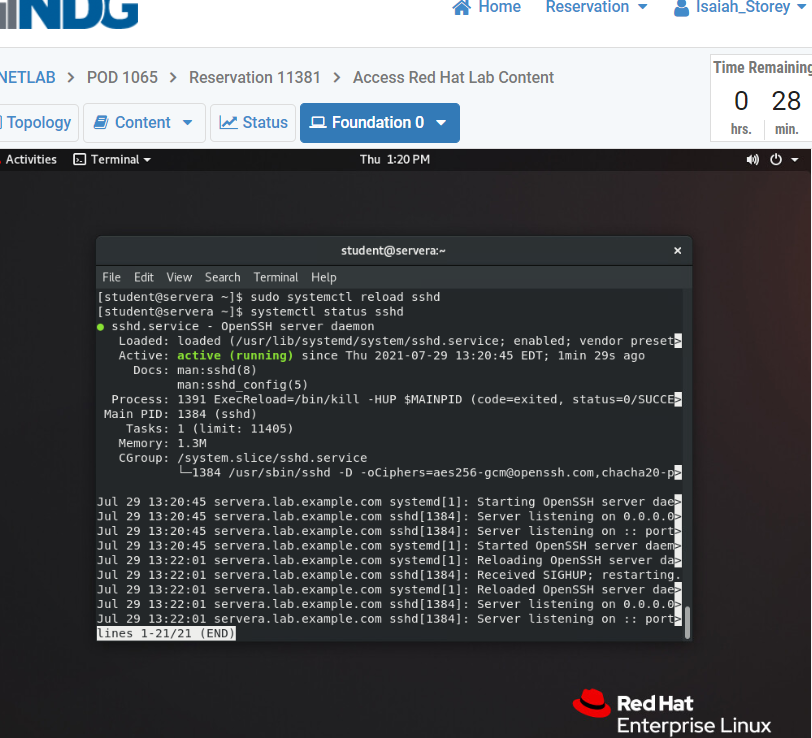 NDG
Home Reservation Isaiah_Storey
NETLAB > POD 1065 > Reservation 11381 > Access Red Hat Lab Content
Time Remaining
0 28
hrs. min.
Topology Content Status Foundation 0
Activities Terminal Thu 1:20 PM
student@servera:~ ×
File Edit View Search Terminal Help
[student@servera ~]$ sudo systemctl reload sshd
[student@servera ~]$ systemctl status sshd
● sshd.service - OpenSSH server daemon
Loaded: loaded (/usr/lib/systemd/system/sshd.service; enabled; vendor preset>
Active: active (running) since Thu 2021-07-29 13:20:45 EDT; 1min 29s ago
Docs: man:sshd(8)
man:sshd_config(5)
Process: 1391 ExecReload=/bin/kill -HUP $MAINPID (code=exited, status=0/SUCCE>
Main PID: 1384 (sshd)
Tasks: 1 (limit: 11405)
Memory: 1.3M
CGroup: /system.slice/sshd.service
└─1384 /usr/sbin/sshd -D -oCiphers=aes256-gcm@openssh.com,chacha20-p>
Jul 29 13:20:45 servera.lab.example.com systemd[1]: Starting OpenSSH server dae>
Jul 29 13:20:45 servera.lab.example.com sshd[1384]: Server listening on 0.0.0.0>
Jul 29 13:20:45 servera.lab.example.com sshd[1384]: Server listening on :: port>
Jul 29 13:20:45 servera.lab.example.com systemd[1]: Started OpenSSH server daem>
Jul 29 13:22:01 servera.lab.example.com systemd[1]: Reloading OpenSSH server da>
Jul 29 13:22:01 servera.lab.example.com sshd[1384]: Received SIGHUP; restarting.
Jul 29 13:22:01 servera.lab.example.com systemd[1]: Reloaded OpenSSH server dae>
Jul 29 13:22:01 servera.lab.example.com sshd[1384]: Server listening on 0.0.0.0>
Jul 29 13:22:01 servera.lab.example.com sshd[1384]: Server listening on :: port>
lines 1-21/21 (END)
Red Hat
Enterprise Linux